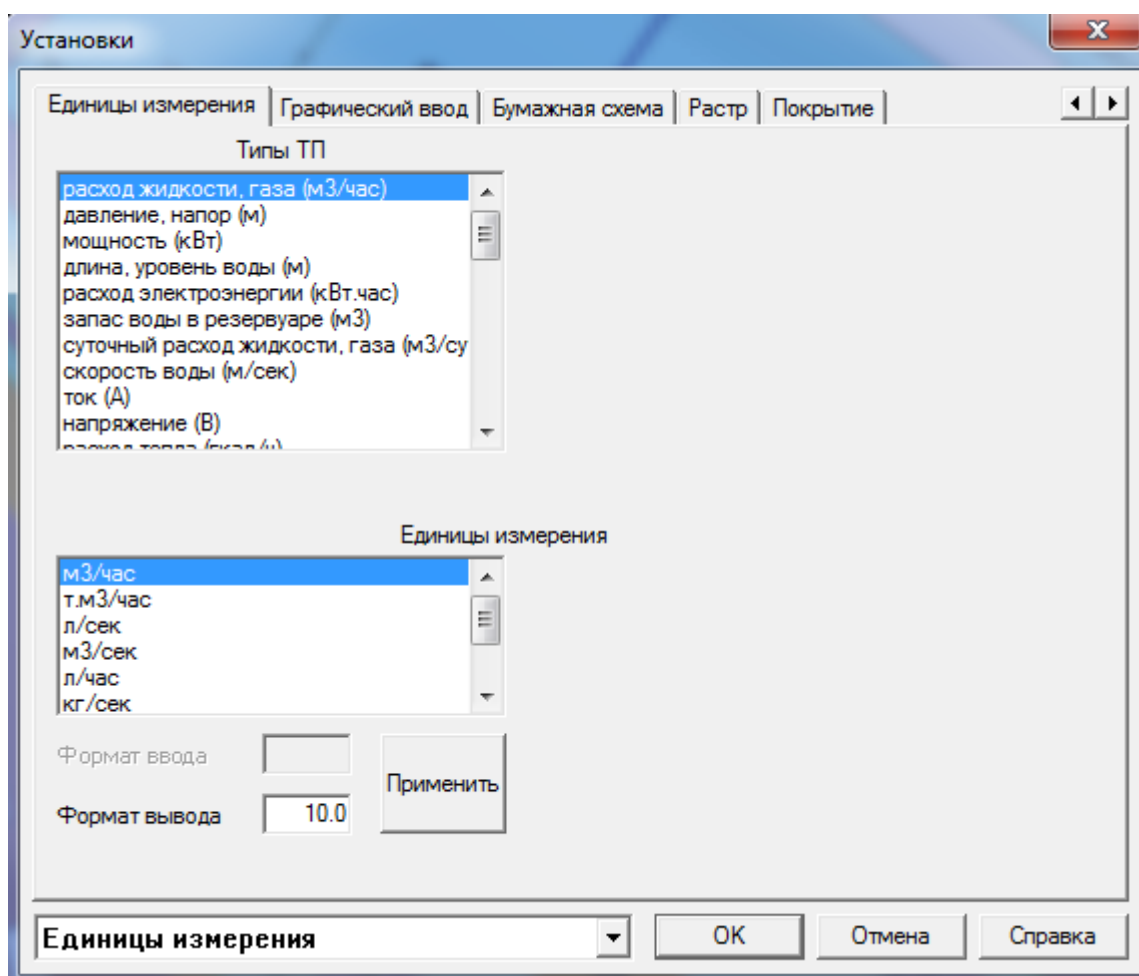 Установки
Единицы измерения Графический ввод Бумажная схема Растр Покрытие
Типы ТП
расход жидкости, газа (м3/час)
давление, напор (м)
мощность (кВт)
длина, уровень воды (м)
расход электроэнергии (кВт.час)
запас воды в резервуаре (м3)
суточный расход жидкости, газа (м3/су
скорость воды (м/сек)
ток (А)
напряжение (В)
расход тепла (гкал/ч)
Единицы измерения
м3/час
т.м3/час
л/сек
м3/сек
л/час
кг/сек
Формат ввода
Применить
Формат вывода 10.0
Единицы измерения OK Отмена Справка